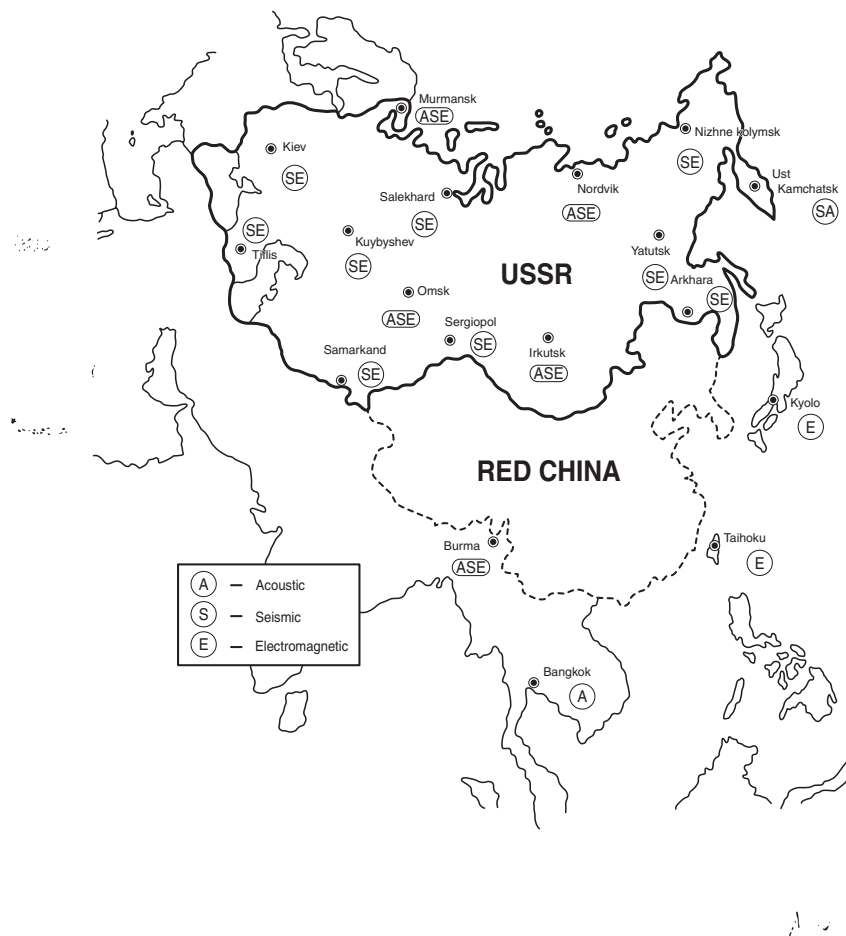 Murmansk
ASE
Nizhne kolymsk
SE
Kiev
SE
Ust
Kamchatsk
SA
Nordvik
ASE
Salekhard
SE
SE
Tiflis
Kuybyshev
SE
Yatutsk
SE
Arkhara
SE
USSR
Omsk
ASE
Sergiopol
SE
Irkutsk
ASE
Samarkand
SE
Kyolo
E
RED CHINA
Burma
ASE
Taihoku
E
A – Acoustic
S – Seismic
E – Electromagnetic
Bangkok
A